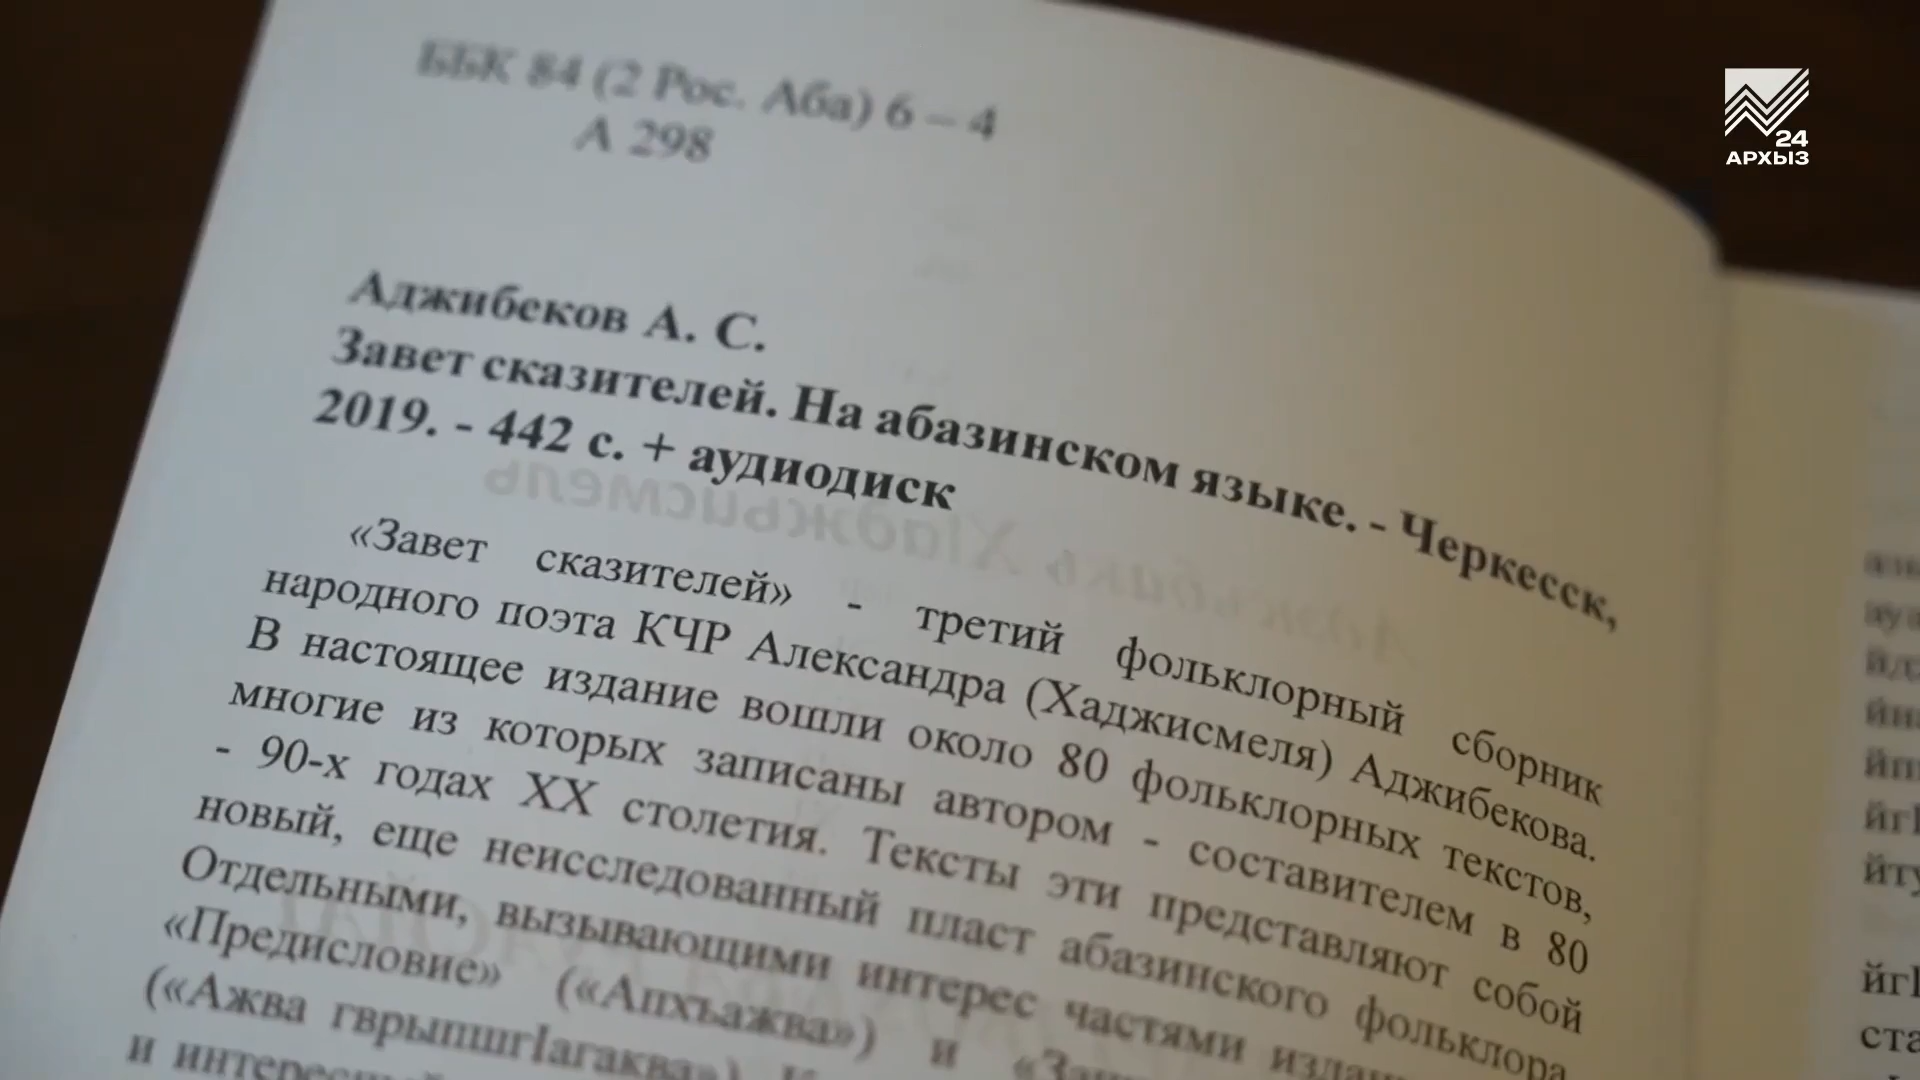 ББК 84 (2 Рос. Аба) 6 – 4
А 298
24
АРХЫЗ
Аджибеков А. С.
Завет сказителей. На абазинском языке. - Черкесск,
2019. - 442 с. + аудиодиск
«Завет сказителей» - третий фольклорный сборник
народного поэта КЧР Александра (Хаджисмеля) Аджибекова.
В настоящее издание вошли около 80 фольклорных текстов,
многие из которых записаны автором - составителем в 80
- 90-х годах XX столетия. Тексты эти представляют собой
новый, еще неисследованный пласт абазинского фольклора.
Отдельными, вызывающими интерес частями
«Предисловие» («Апхъажва») и
(«Ажва гврыпшгIагаква»).
и